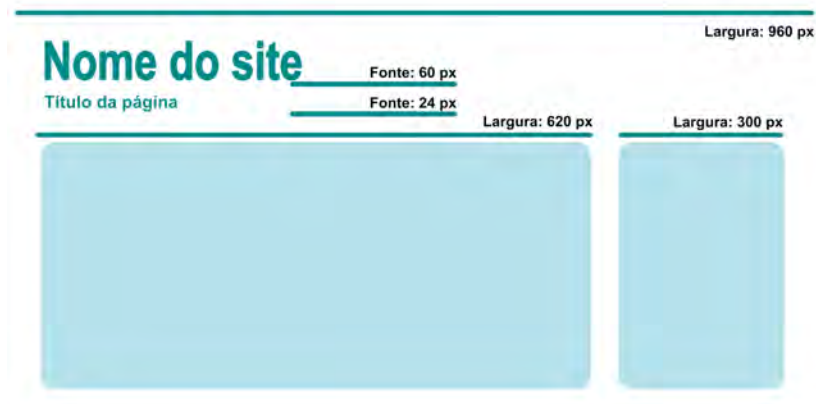 Largura: 960 px
Nome do site
Fonte: 60 px
Título da página
Fonte: 24 px
Largura: 620 px
Largura: 300 px